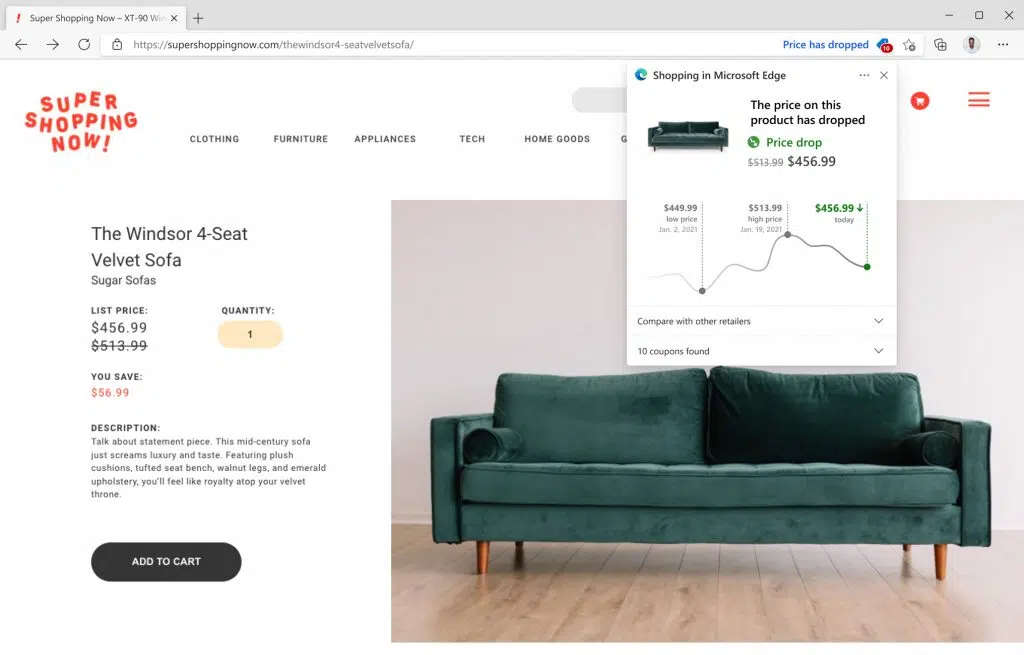 Super Shopping Now – XT-90 Win
https://supershoppingnow.com/thewindsor4-seatvelvetsofa/
Price has dropped
10
Shopping in Microsoft Edge
The price on this
product has dropped
Price drop
$513.99 $456.99
$449.99
low price
Jan. 2, 2021
$513.99
high price
Jan. 19, 2021
$456.99
today
Compare with other retailers
10 coupons found
SUPER
SHOPPING
NOW!
CLOTHING
FURNITURE
APPLIANCES
TECH
HOME GOODS
G
The Windsor 4-Seat
Velvet Sofa
Sugar Sofas
LIST PRICE:
$456.99
$513.99
QUANTITY:
1
YOU SAVE:
$56.99
DESCRIPTION:
Talk about statement piece. This mid-century sofa
just screams luxury and taste. Featuring plush
cushions, tufted seat bench, walnut legs, and emerald
upholstery, you'll feel like royalty atop your velvet
throne.
ADD TO CART